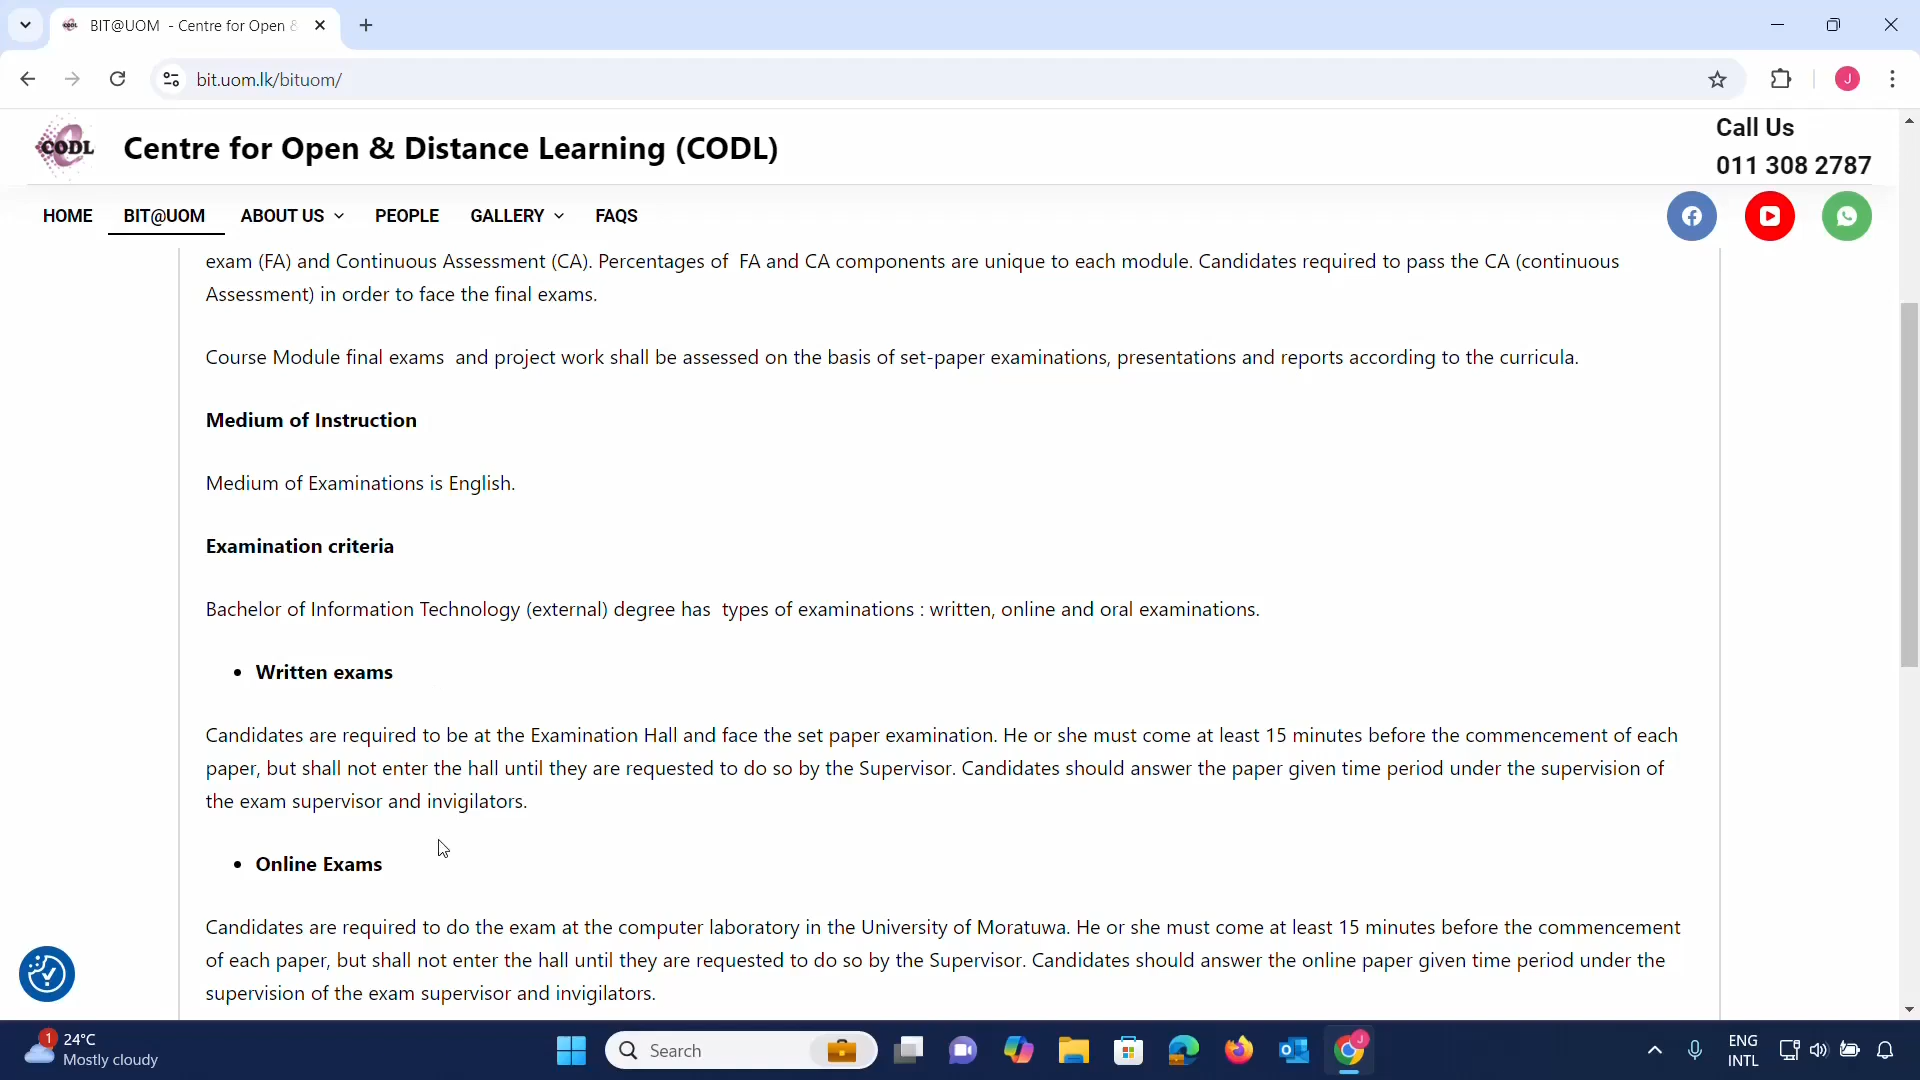 BIT@UOM - Centre for Open &
bit.uom.lk/bituom/
J
CODL
Centre for Open & Distance Learning (CODL)
Call Us
011 308 2787
HOME BIT@UOM ABOUT US PEOPLE GALLERY FAQS
exam (FA) and Continuous Assessment (CA). Percentages of FA and CA components are unique to each module. Candidates required to pass the CA (continuous
Assessment) in order to face the final exams.
Course Module final exams and project work shall be assessed on the basis of set-paper examinations, presentations and reports according to the curricula.
Medium of Instruction
Medium of Examinations is English.
Examination criteria
Bachelor of Information Technology (external) degree has types of examinations : written, online and oral examinations.
• Written exams
Candidates are required to be at the Examination Hall and face the set paper examination. He or she must come at least 15 minutes before the commencement of each
paper, but shall not enter the hall until they are requested to do so by the Supervisor. Candidates should answer the paper given time period under the supervision of
the exam supervisor and invigilators.
• Online Exams
Candidates are required to do the exam at the computer laboratory in the University of Moratuwa. He or she must come at least 15 minutes before the commencement
of each paper, but shall not enter the hall until they are requested to do so by the Supervisor. Candidates should answer the online paper given time period under the
supervision of the exam supervisor and invigilators.
1
24°C
Mostly cloudy
Search
J
ENG
INTL